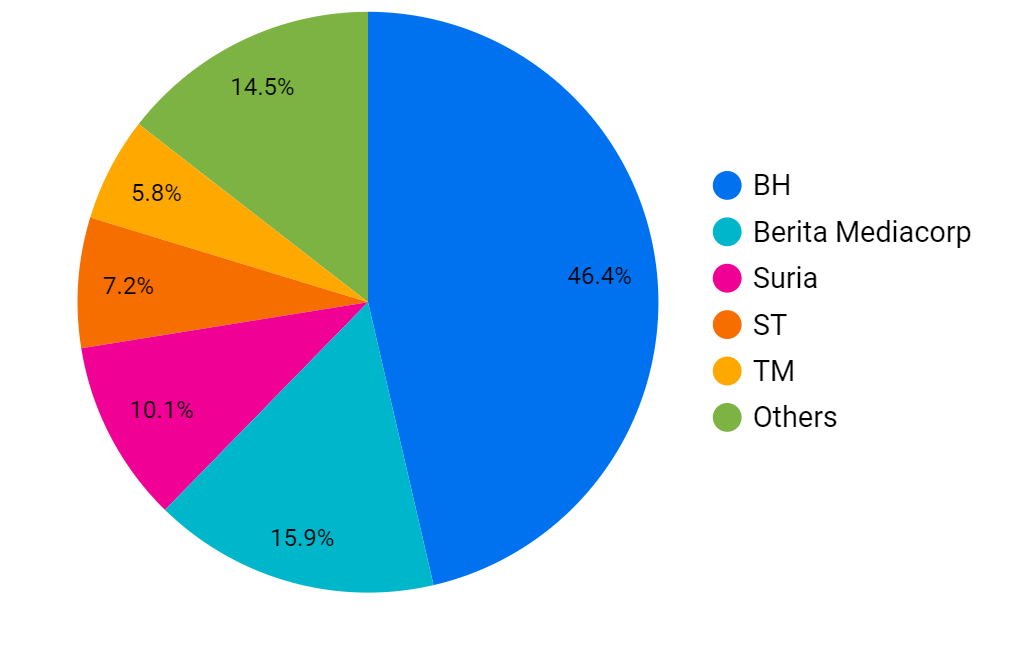 14.5%
5.8%
7.2%
10.1%
15.9%
46.4%
BH
Berita Mediacorp
Suria
ST
TM
Others